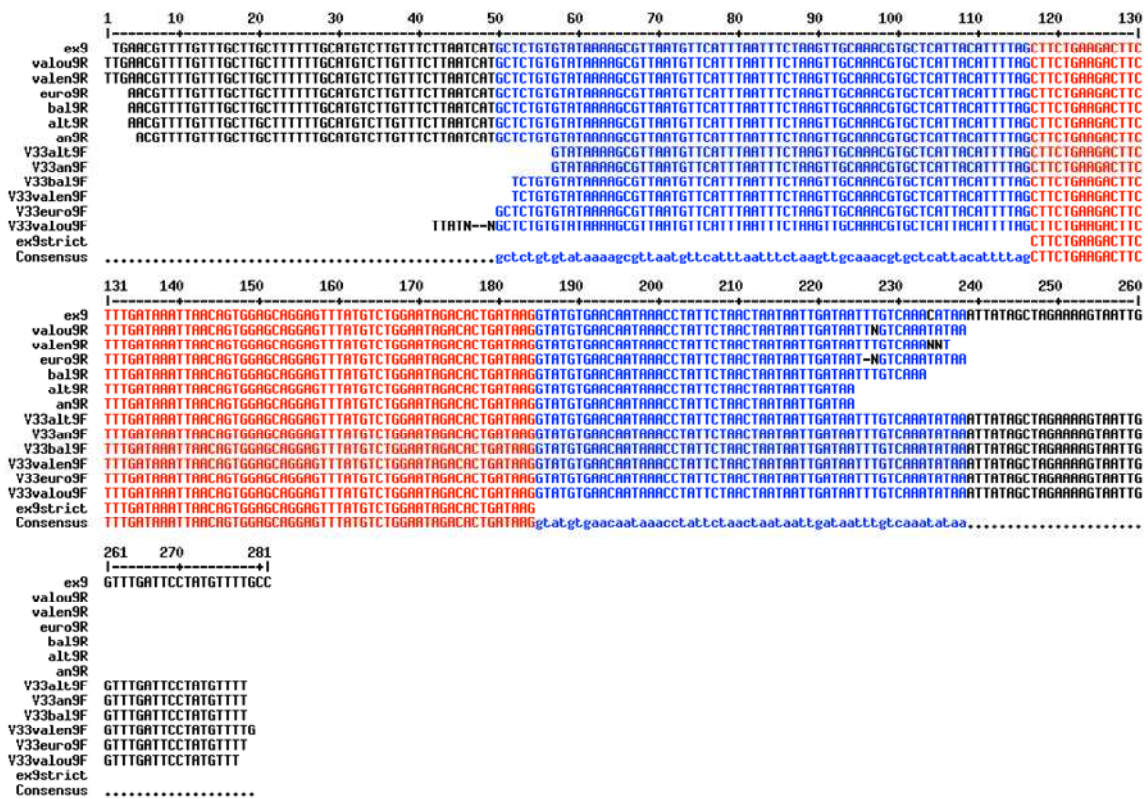 1 10 20 30 40 50 60 70 80 90 100 110 120 130
|--------+---------+---------+---------+---------+---------+---------+---------+---------+---------+---------+---------+---------|
ex9 TGAACGTTTTGTTTGCTTGCTTTTTTGCATGTCTTGTTTCTTAATCATGCTCTGTGTATAAAAGCGTTAATGTTCATTTAATTTCTAAGTTGCAAACGTGCTCATTACATTTTAGCTTCTGAAGACTTC
valou9R TTGAACGTTTTGTTTGCTTGCTTTTTTGCATGTCTTGTTTCTTAATCATGCTCTGTGTATAAAAGCGTTAATGTTCATTTAATTTCTAAGTTGCAAACGTGCTCATTACATTTTAGCTTCTGAAGACTTC
valen9R TTGAACGTTTTGTTTGCTTGCTTTTTTGCATGTCTTGTTTCTTAATCATGCTCTGTGTATAAAAGCGTTAATGTTCATTTAATTTCTAAGTTGCAAACGTGCTCATTACATTTTAGCTTCTGAAGACTTC
euro9R AACGTTTTGTTTGCTTGCTTTTTTGCATGTCTTGTTTCTTAATCATGCTCTGTGTATAAAAGCGTTAATGTTCATTTAATTTCTAAGTTGCAAACGTGCTCATTACATTTTAGCTTCTGAAGACTTC
bal9R AACGTTTTGTTTGCTTGCTTTTTTGCATGTCTTGTTTCTTAATCATGCTCTGTGTATAAAAGCGTTAATGTTCATTTAATTTCTAAGTTGCAAACGTGCTCATTACATTTTAGCTTCTGAAGACTTC
alt9R AACGTTTTGTTTGCTTGCTTTTTTGCATGTCTTGTTTCTTAATCATGCTCTGTGTATAAAAGCGTTAATGTTCATTTAATTTCTAAGTTGCAAACGTGCTCATTACATTTTAGCTTCTGAAGACTTC
an9R ACGTTTTGTTTGCTTGCTTTTTTGCATGTCTTGTTTCTTAATCATGCTCTGTGTATAAAAGCGTTAATGTTCATTTAATTTCTAAGTTGCAAACGTGCTCATTACATTTTAGCTTCTGAAGACTTC
V33alt9F GTATAAAAGCGTTAATGTTCATTTAATTTCTAAGTTGCAAACGTGCTCATTACATTTTAGCTTCTGAAGACTTC
V33an9F GTATAAAAGCGTTAATGTTCATTTAATTTCTAAGTTGCAAACGTGCTCATTACATTTTAGCTTCTGAAGACTTC
V33bal9F TCTGTGTATAAAAGCGTTAATGTTCATTTAATTTCTAAGTTGCAAACGTGCTCATTACATTTTAGCTTCTGAAGACTTC
V33valen9F TCTGTGTATAAAAGCGTTAATGTTCATTTAATTTCTAAGTTGCAAACGTGCTCATTACATTTTAGCTTCTGAAGACTTC
V33euro9F GCTCTGTGTATAAAAGCGTTAATGTTCATTTAATTTCTAAGTTGCAAACGTGCTCATTACATTTTAGCTTCTGAAGACTTC
V33valou9F TTATN--NGCTCTGTGTATAAAAGCGTTAATGTTCATTTAATTTCTAAGTTGCAAACGTGCTCATTACATTTTAGCTTCTGAAGACTTC
ex9strict CTTCTGAAGACTTC
Consensus .................................................gctctgtgtataaaagcgttaatgttcatttaatttctaagttgcaaacgtgctcattacattttagCTTCTGAAGACTTC
131 140 150 160 170 180 190 200 210 220 230 240 250 260
|--------+---------+---------+---------+---------+---------+---------+---------+---------+---------+---------+---------+---------|
ex9 TTTGATAAATTAACAGTGGAGCAGGAGTTTATGTCTGGAATAGACACTGATAAGGTATGTGAACAATAAACCTATTCTAACTAATAATTGATAATTTGTCAAACATAAATTATAGCTAGAAAAGTAATTG
valou9R TTTGATAAATTAACAGTGGAGCAGGAGTTTATGTCTGGAATAGACACTGATAAGGTATGTGAACAATAAACCTATTCTAACTAATAATTGATAATTNGTCAAATATAA
valen9R TTTGATAAATTAACAGTGGAGCAGGAGTTTATGTCTGGAATAGACACTGATAAGGTATGTGAACAATAAACCTATTCTAACTAATAATTGATAATTTGTCAAANNT
euro9R TTTGATAAATTAACAGTGGAGCAGGAGTTTATGTCTGGAATAGACACTGATAAGGTATGTGAACAATAAACCTATTCTAACTAATAATTGATAAT-NGTCAAATATAA
bal9R TTTGATAAATTAACAGTGGAGCAGGAGTTTATGTCTGGAATAGACACTGATAAGGTATGTGAACAATAAACCTATTCTAACTAATAATTGATAATTTGTCAAA
alt9R TTTGATAAATTAACAGTGGAGCAGGAGTTTATGTCTGGAATAGACACTGATAAGGTATGTGAACAATAAACCTATTCTAACTAATAATTGATAA
an9R TTTGATAAATTAACAGTGGAGCAGGAGTTTATGTCTGGAATAGACACTGATAAGGTATGTGAACAATAAACCTATTCTAACTAATAATTGATAA
V33alt9F TTTGATAAATTAACAGTGGAGCAGGAGTTTATGTCTGGAATAGACACTGATAAGGTATGTGAACAATAAACCTATTCTAACTAATAATTGATAATTTGTCAAATATAAATTATAGCTAGAAAAGTAATTG
V33an9F TTTGATAAATTAACAGTGGAGCAGGAGTTTATGTCTGGAATAGACACTGATAAGGTATGTGAACAATAAACCTATTCTAACTAATAATTGATAATTTGTCAAATATAAATTATAGCTAGAAAAGTAATTG
V33bal9F TTTGATAAATTAACAGTGGAGCAGGAGTTTATGTCTGGAATAGACACTGATAAGGTATGTGAACAATAAACCTATTCTAACTAATAATTGATAATTTGTCAAATATAAATTATAGCTAGAAAAGTAATTG
V33valen9F TTTGATAAATTAACAGTGGAGCAGGAGTTTATGTCTGGAATAGACACTGATAAGGTATGTGAACAATAAACCTATTCTAACTAATAATTGATAATTTGTCAAATATAAATTATAGCTAGAAAAGTAATTG
V33euro9F TTTGATAAATTAACAGTGGAGCAGGAGTTTATGTCTGGAATAGACACTGATAAGGTATGTGAACAATAAACCTATTCTAACTAATAATTGATAATTTGTCAAATATAAATTATAGCTAGAAAAGTAATTG
V33valou9F TTTGATAAATTAACAGTGGAGCAGGAGTTTATGTCTGGAATAGACACTGATAAGGTATGTGAACAATAAACCTATTCTAACTAATAATTGATAATTTGTCAAATATAAATTATAGCTAGAAAAGTAATTG
ex9strict TTTGATAAATTAACAGTGGAGCAGGAGTTTATGTCTGGAATAGACACTGATAAG
Consensus TTTGATAAATTAACAGTGGAGCAGGAGTTTATGTCTGGAATAGACACTGATAAGgtatgtgaacaataaacctattctaactaataattgataatttgtcaaatataa......................
261 270 281
|--------+---------+|
ex9 GTTTGATTCCTATGTTTTGCC
valou9R
valen9R
euro9R
bal9R
alt9R
an9R
V33alt9F GTTTGATTCCTATGTTTT
V33an9F GTTTGATTCCTATGTTTT
V33bal9F GTTTGATTCCTATGTTTT
V33valen9F GTTTGATTCCTATGTTTTG
V33euro9F GTTTGATTCCTATGTTTT
V33valou9F GTTTGATTCCTATGTTT
ex9strict
Consensus ...................